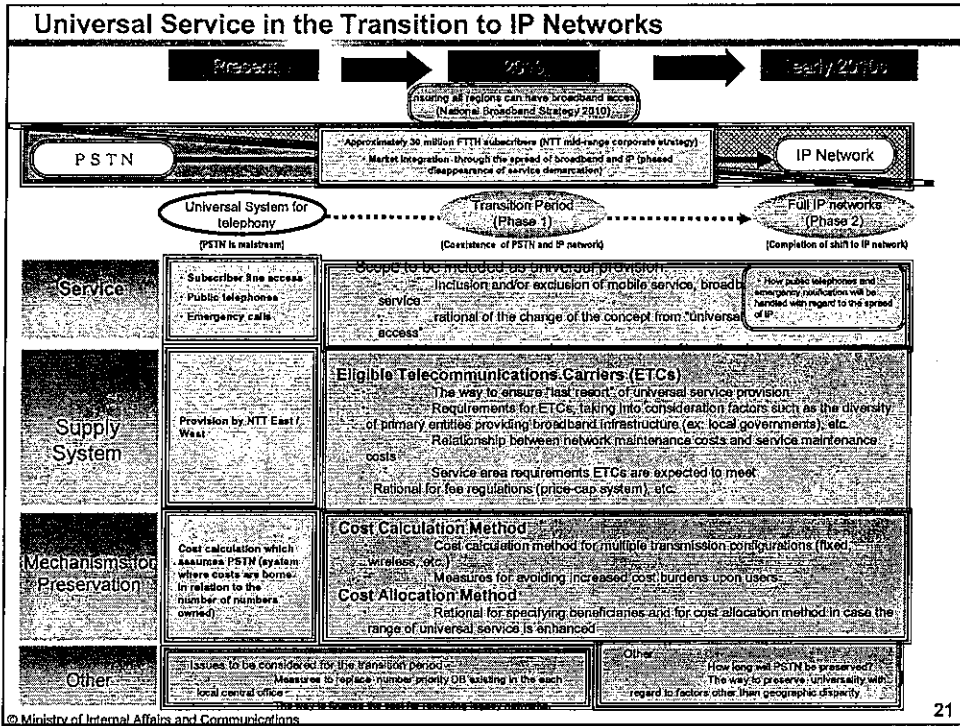 Universal Service in the Transition to IP Networks
Present
2010
early 2010s
ensuring all regions can have broadband access
(National Broadband Strategy 2010)
PSTN
- Approximately 30 million FTTH subscribers (NTT mid-range corporate strategy)
- Market integration through the spread of broadband and IP (phased
disappearance of service demarcation)
IP Network
Universal System for
telephony
(PSTN is mainstream)
Transition Period
(Phase 1)
(Coexistence of PSTN and IP network)
Full IP networks
(Phase 2)
(Completion of shift to IP network)
Service
- Subscriber line access
- Public telephones
- Emergency calls
Scope to be included as universal provision
Inclusion and/or exclusion of mobile service, broadb
service
rational of the change of the concept from "universal
access"
- How public telephones and
emergency notification will be
handled with regard to the spread
of IP
Supply
System
Provision by NTT East /
West
Eligible Telecommunications Carriers (ETCs)
The way to ensure "last resort" of universal service provision
Requirements for ETCs, taking into consideration factors such as the diversity
of primary entities providing broadband infrastructure (ex: local governments), etc.
Relationship between network maintenance costs and service maintenance
costs
Service area requirements ETCs are expected to meet
Rational for fee regulations (price-cap system), etc.
Mechanisms for
Preservation
Cost calculation which
assumes PSTN (system
where costs are borne
in relation to the
number of numbers
owned)
Cost Calculation Method
Cost calculation method for multiple transmission configurations (fixed,
wireless, etc.)
Measures for avoiding increased cost burdens upon users
Cost Allocation Method
Rational for specifying beneficiaries and for cost allocation method in case the
range of universal service is enhanced
Other
Issues to be considered for the transition period
Measures to replace number priority DB existing in the each
local central office
The way to finance the cost for removing legacy networks
Other
How long will PSTN be preserved?
The way to preserve universality with
regard to factors other than geographic disparity
© Ministry of Internal Affairs and Communications
21